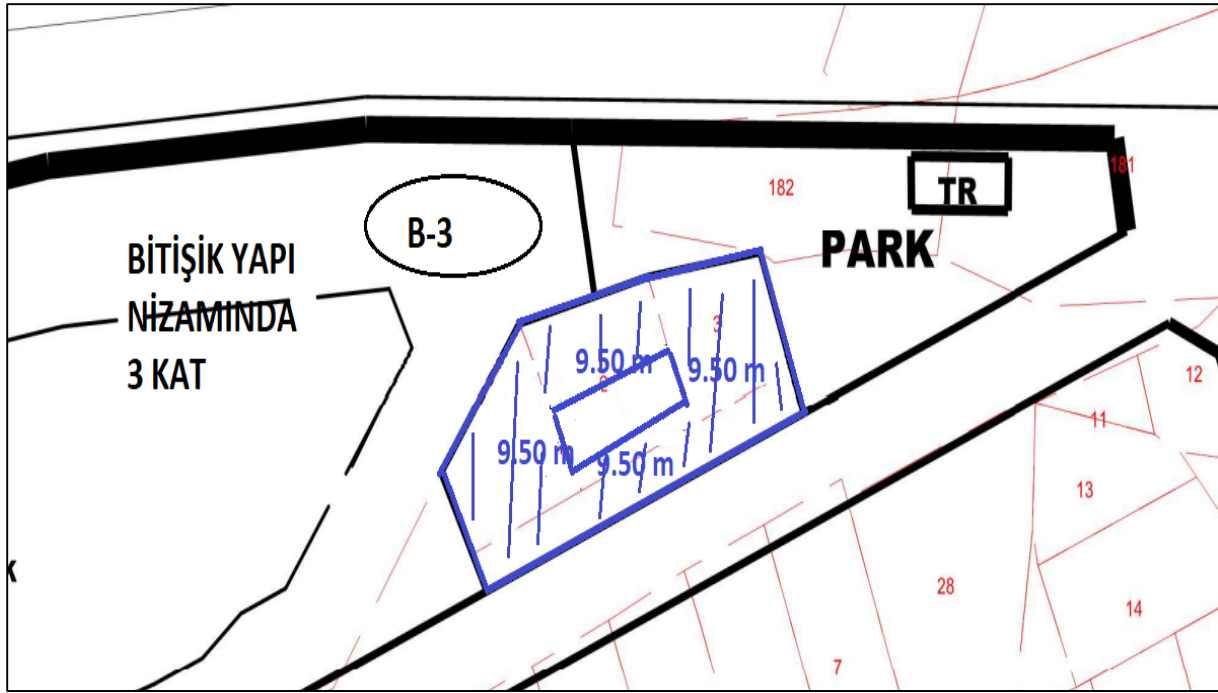 181
182
TR
B-3
PARK
BİTİŞİK YAPI
NİZAMINDA
3 KAT
3
9.50 m
9.50 m
12
11
9.50 m
9.50 m
13
28
14
7